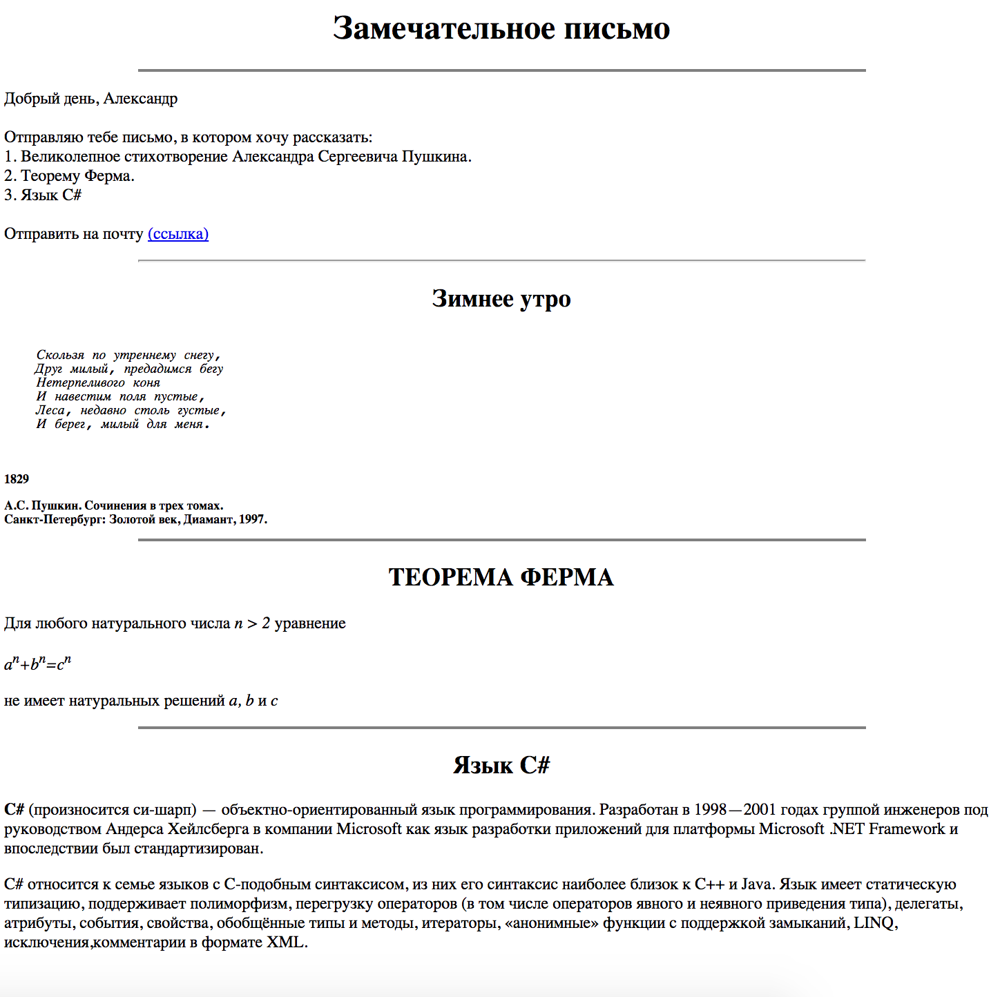 Замечательное письмо
Добрый день, Александр
Отправляю тебе письмо, в котором хочу рассказать:
1. Великолепное стихотворение Александра Сергеевича Пушкина.
2. Теорему Ферма.
3. Язык C#
Отправить на почту (ссылка)
Зимнее утро
Скользя по утреннему снегу,
Друг милый, предадимся бегу
Нетерпеливого коня
И навестим поля пустые,
Леса, недавно столь густые,
И берег, милый для меня.
1829
А.С. Пушкин. Сочинения в трех томах.
Санкт-Петербург: Золотой век, Диамант, 1997.
ТЕОРЕМА ФЕРМА
Для любого натурального числа n > 2 уравнение
aⁿ+bⁿ=cⁿ
не имеет натуральных решений a, b и c
Язык C#
C# (произносится си-шарп) — объектно-ориентированный язык программирования. Разработан в 1998—2001 годах группой инженеров под
руководством Андерса Хейлсберга в компании Microsoft как язык разработки приложений для платформы Microsoft .NET Framework и
впоследствии был стандартизирован.
C# относится к семье языков с C-подобным синтаксисом, из них его синтаксис наиболее близок к C++ и Java. Язык имеет статическую
типизацию, поддерживает полиморфизм, перегрузку операторов (в том числе операторов явного и неявного приведения типа), делегаты,
атрибуты, события, свойства, обобщённые типы и методы, итераторы, «анонимные» функции с поддержкой замыканий, LINQ,
исключения,комментарии в формате XML.